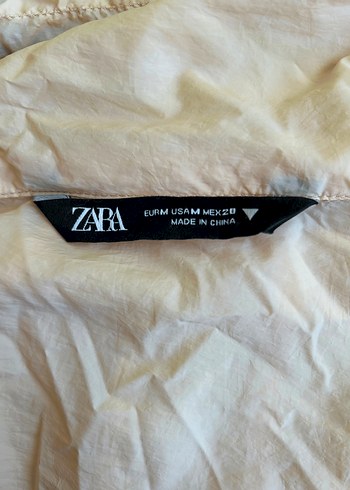 ZARA
EUR M USA M MEX 28
MADE IN CHINA